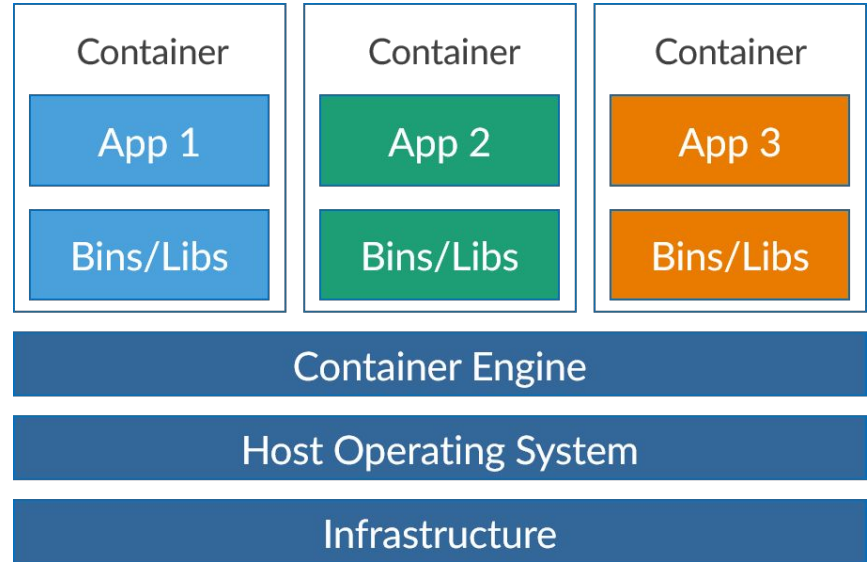 Container
Container
Container
App 1
App 2
App 3
Bins/Libs
Bins/Libs
Bins/Libs
Container Engine
Host Operating System
Infrastructure